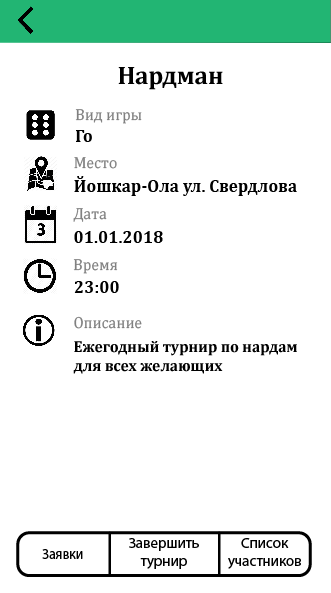 Нардман
Вид игры
Го
Место
Йошкар-Ола ул. Свердлова
3
Дата
01.01.2018
Время
23:00
Описание
Ежегодный турнир по нардам
для всех желающих
Заявки
Завершить
турнир
Список
участников